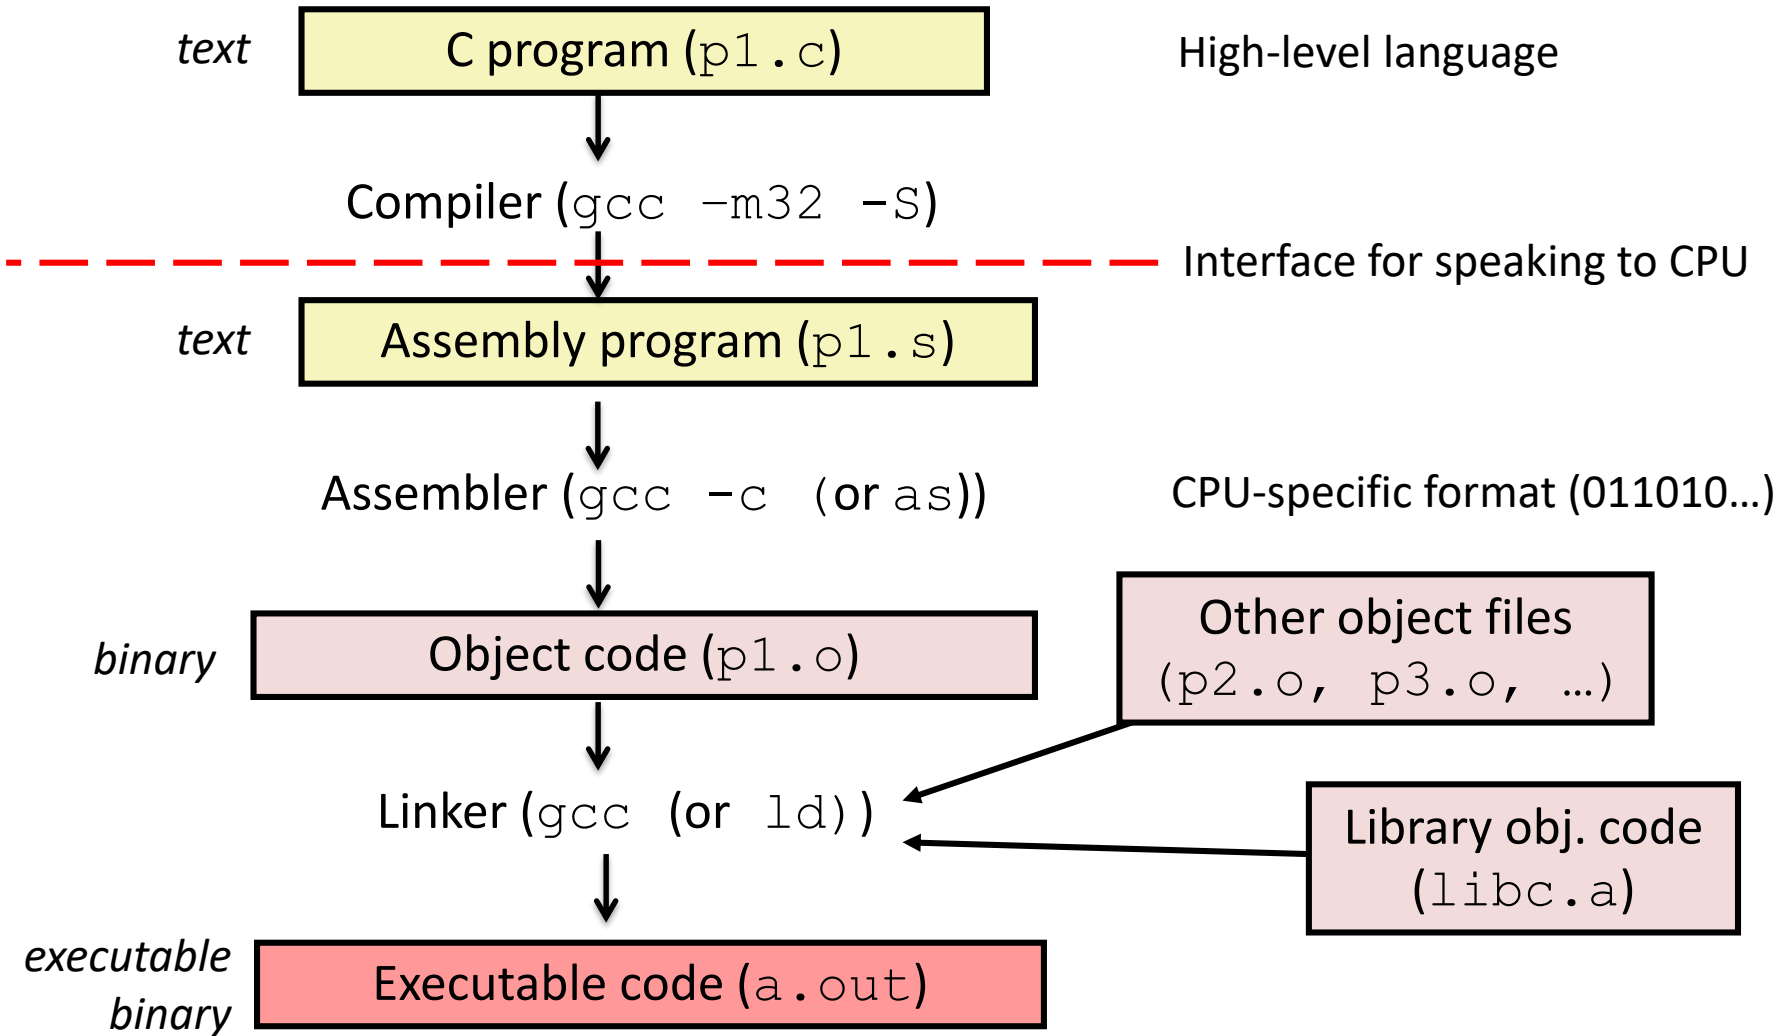 text
C program (p1.c)
High-level language
Compiler (gcc –m32 -S)
Interface for speaking to CPU
text
Assembly program (p1.s)
Assembler (gcc -c (or as))
CPU-specific format (011010…)
binary
Object code (p1.o)
Other object files
(p2.o, p3.o, …)
Linker (gcc (or ld))
Library obj. code
(libc.a)
executable
binary
Executable code (a.out)